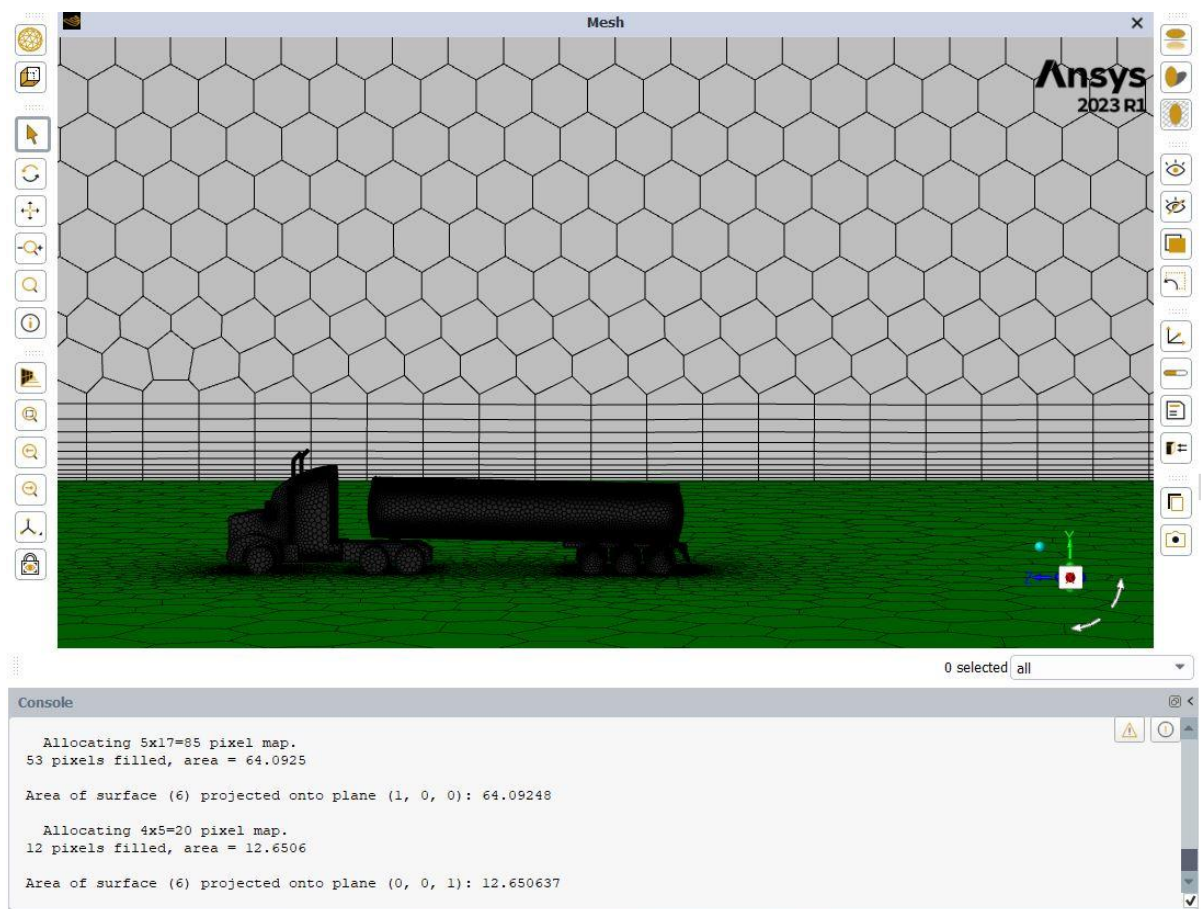 Mesh
Ansys
2023 R1
Y
Z
0 selected all
Console
Allocating 5x17=85 pixel map.
53 pixels filled, area = 64.0925
Area of surface (6) projected onto plane (1, 0, 0): 64.09248
Allocating 4x5=20 pixel map.
12 pixels filled, area = 12.6506
Area of surface (6) projected onto plane (0, 0, 1): 12.650637